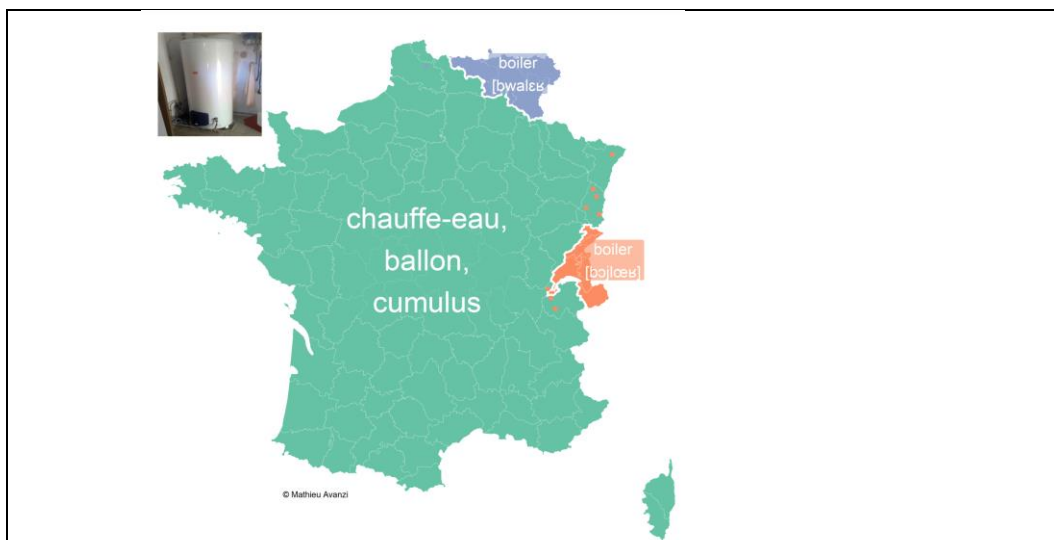 boiler
[bwalɛʁ
chauffe-eau,
ballon,
cumulus
boiler
[bɔjlœʁ]
© Mathieu Avanzi